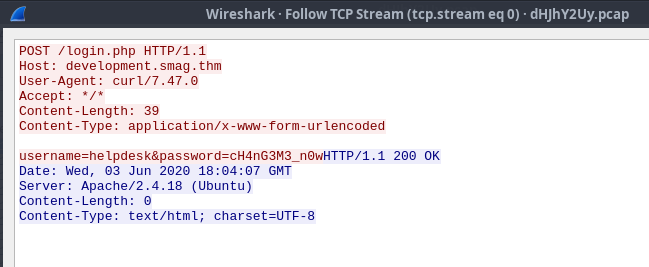 Wireshark · Follow TCP Stream (tcp.stream eq 0) · dHJhY2Uy.pcap
POST /login.php HTTP/1.1
Host: development.smag.thm
User-Agent: curl/7.47.0
Accept: */*
Content-Length: 39
Content-Type: application/x-www-form-urlencoded
username=helpdesk&password=cH4nG3M3_n0wHTTP/1.1 200 OK
Date: Wed, 03 Jun 2020 18:04:07 GMT
Server: Apache/2.4.18 (Ubuntu)
Content-Length: 0
Content-Type: text/html; charset=UTF-8